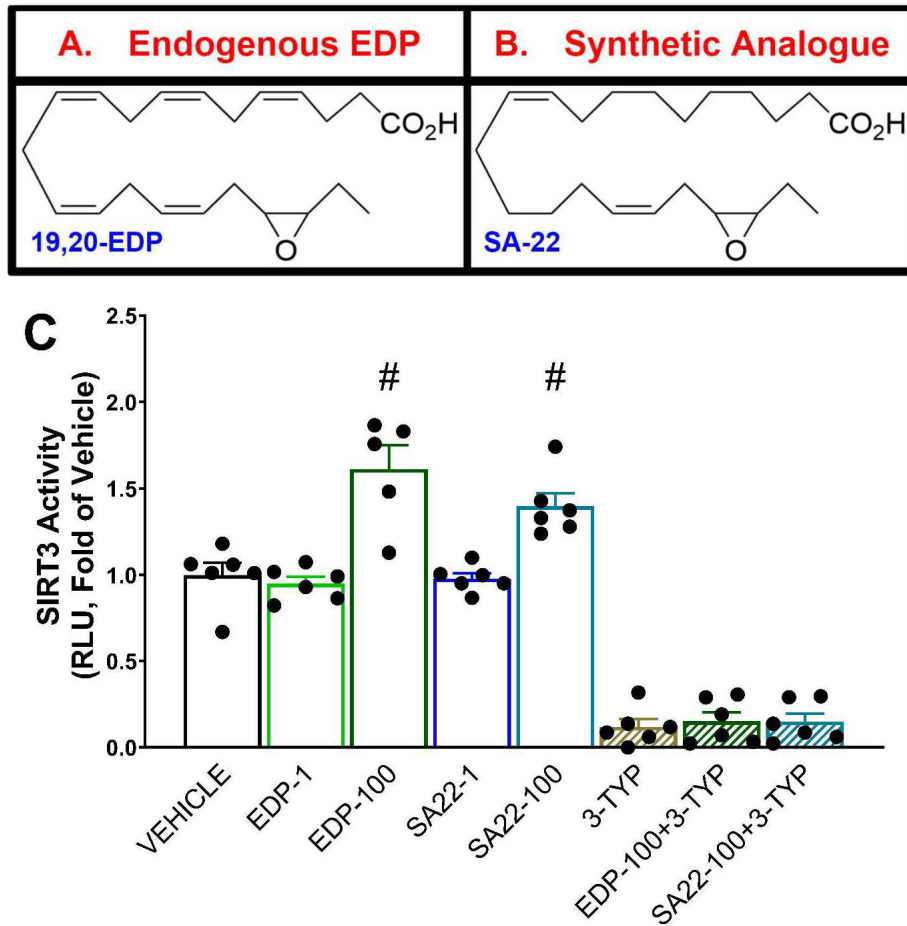 A. Endogenous EDP
B. Synthetic Analogue
CO₂H
O
19,20-EDP
CO₂H
O
SA-22
C
SIRT3 Activity
(RLU, Fold of Vehicle)
2.5
2.0
1.5
1.0
0.5
0.0
#
#
VEHICLE
EDP-1
EDP-100
SA22-1
SA22-100
3-TYP
EDP-100+3-TYP
SA22-100+3-TYP